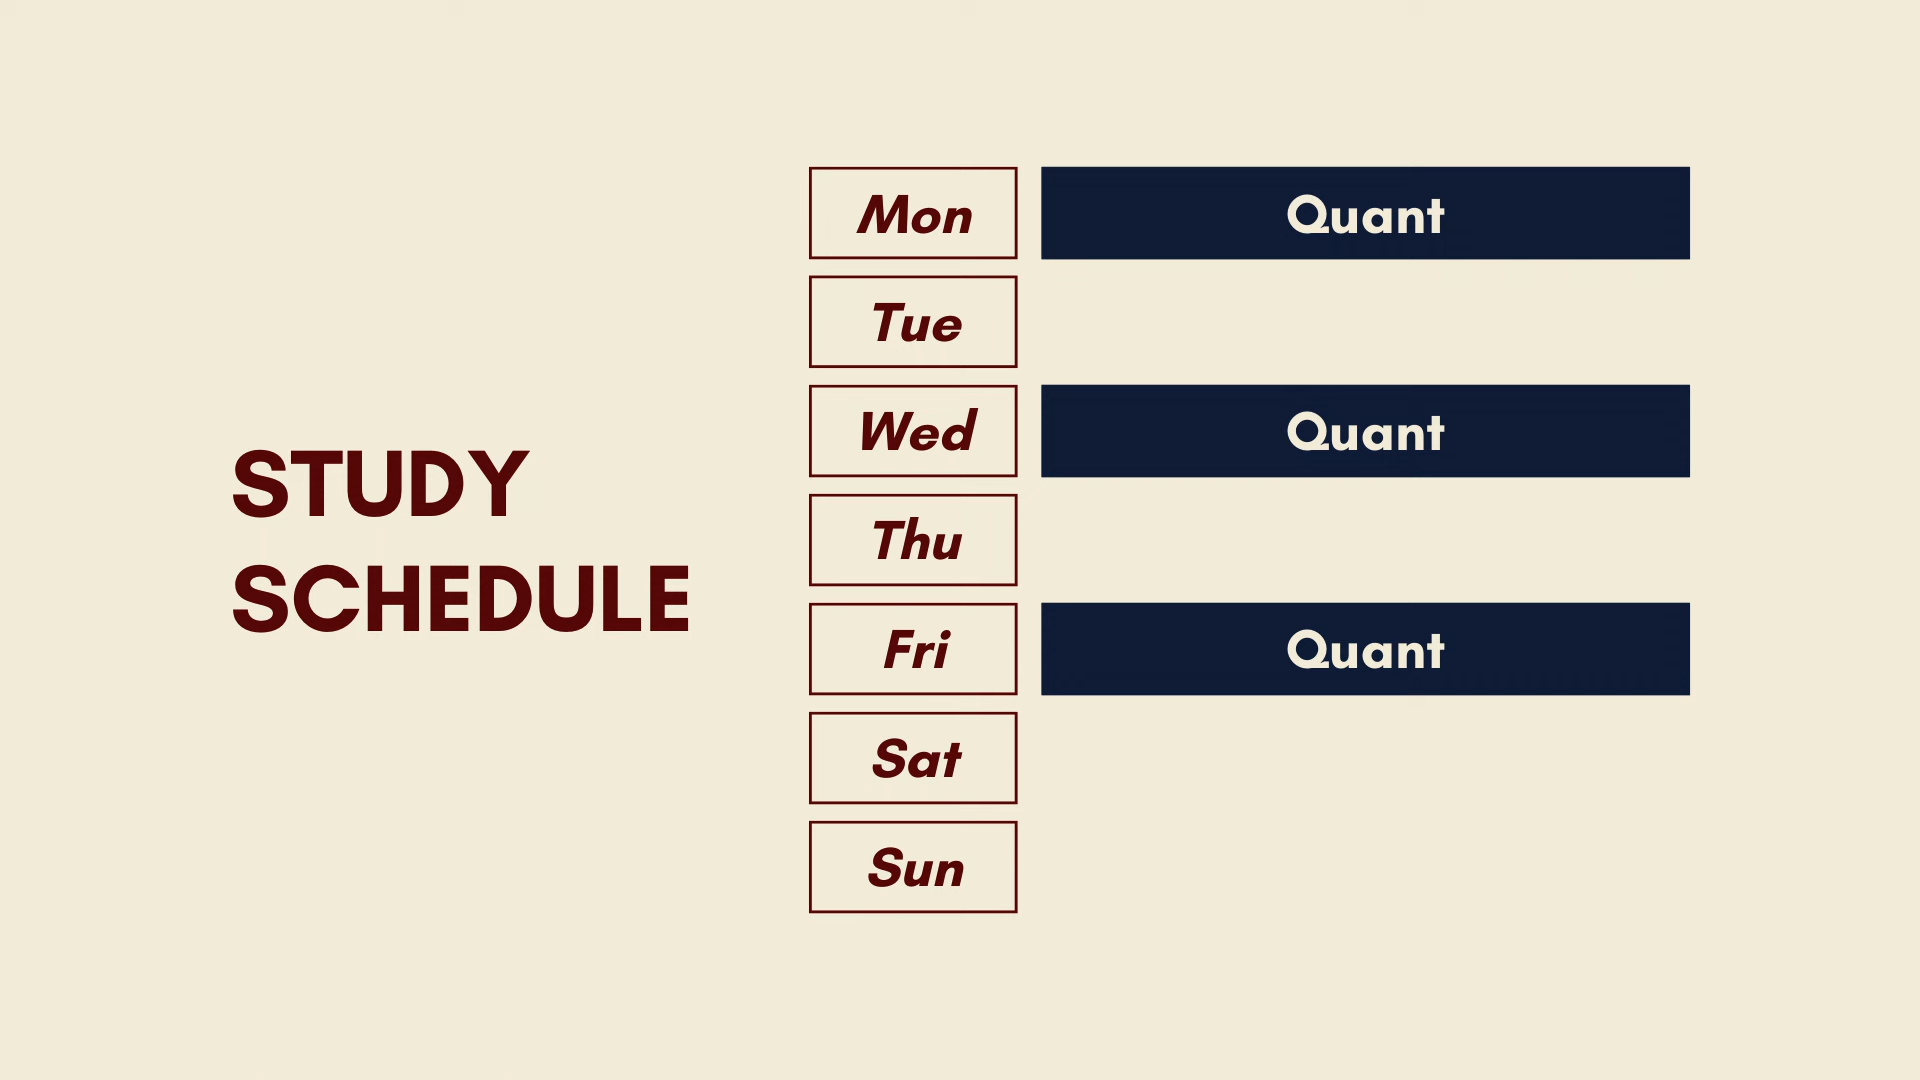 STUDY
SCHEDULE
Mon Quant
Tue
Wed Quant
Thu
Fri Quant
Sat
Sun